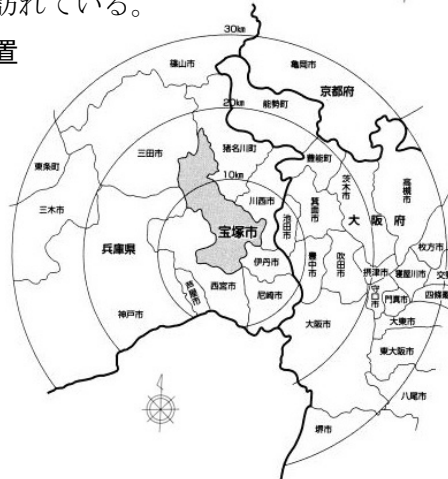 訪れている。
置
30km
篠山市
亀岡市
京都府
20km
能勢町
東条町
三田市
猪名川町
豊能町
茨木市
高槻市
10km
三木市
川西市
池田市
箕面市
大阪府
兵庫県
宝塚市
枚方市
伊丹市
豊中市
吹田市
摂津市
寝屋川市
交野
芦屋市
西宮市
尼崎市
守口市
門真市
四條畷
神戸市
大阪市
大東市
東大阪市
八尾市
堺市